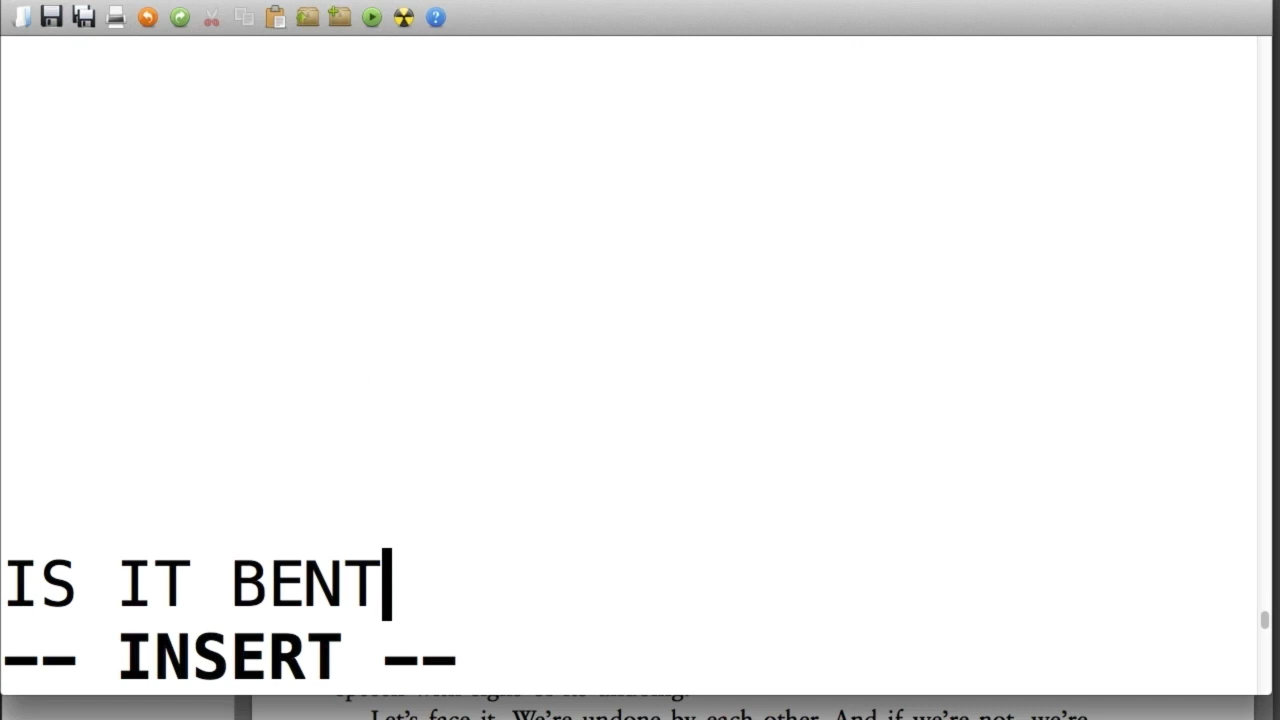 IS IT BENT
-- INSERT --
Let's face it. We're undone by each other. And if we're not, we're